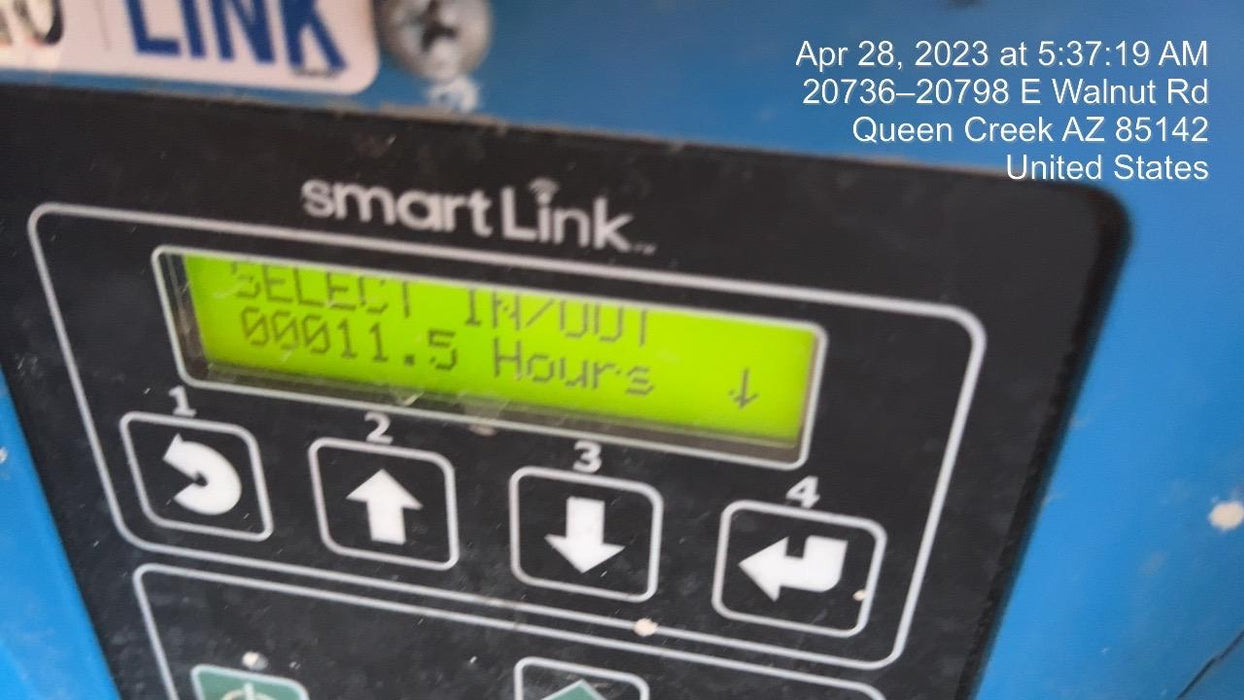 LINK
Apr 28, 2023 at 5:37:19 AM
20736–20798 E Walnut Rd
Queen Creek AZ 85142
United States
smartLink
SELECT IN/OUT
00011.5 Hours ↓
1
2
3
4